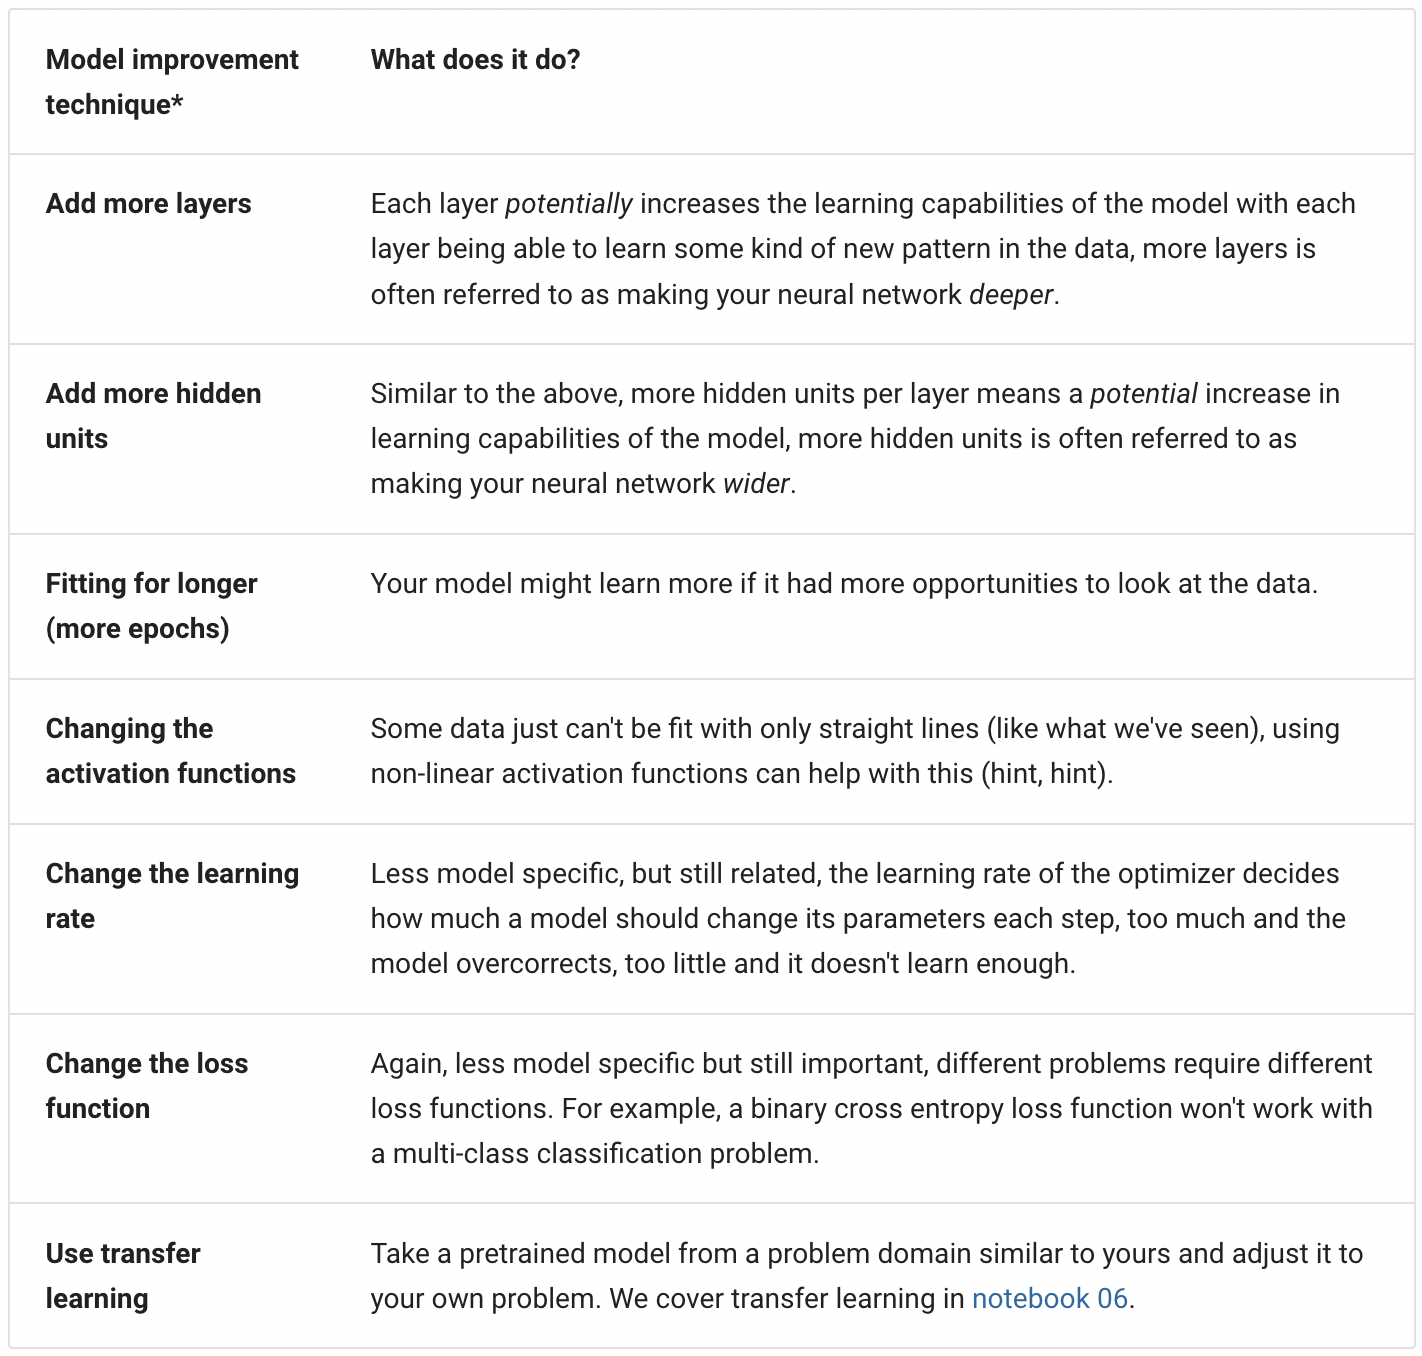 Model improvement
technique*
What does it do?
Add more layers
Each layer potentially increases the learning capabilities of the model with each
layer being able to learn some kind of new pattern in the data, more layers is
often referred to as making your neural network deeper.
Add more hidden
units
Similar to the above, more hidden units per layer means a potential increase in
learning capabilities of the model, more hidden units is often referred to as
making your neural network wider.
Fitting for longer
(more epochs)
Your model might learn more if it had more opportunities to look at the data.
Changing the
activation functions
Some data just can't be fit with only straight lines (like what we've seen), using
non-linear activation functions can help with this (hint, hint).
Change the learning
rate
Less model specific, but still related, the learning rate of the optimizer decides
how much a model should change its parameters each step, too much and the
model overcorrects, too little and it doesn't learn enough.
Change the loss
function
Again, less model specific but still important, different problems require different
loss functions. For example, a binary cross entropy loss function won't work with
a multi-class classification problem.
Use transfer
learning
Take a pretrained model from a problem domain similar to yours and adjust it to
your own problem. We cover transfer learning in notebook 06.